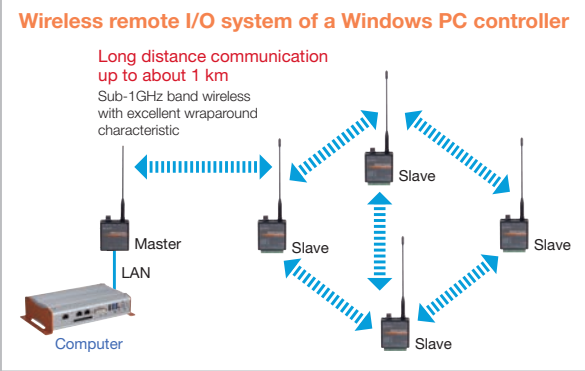 Wireless remote I/O system of a Windows PC controller
Long distance communication
up to about 1 km
Sub-1GHz band wireless
with excellent wraparound
characteristic
Slave
Master
Slave
Slave
LAN
Computer
Slave